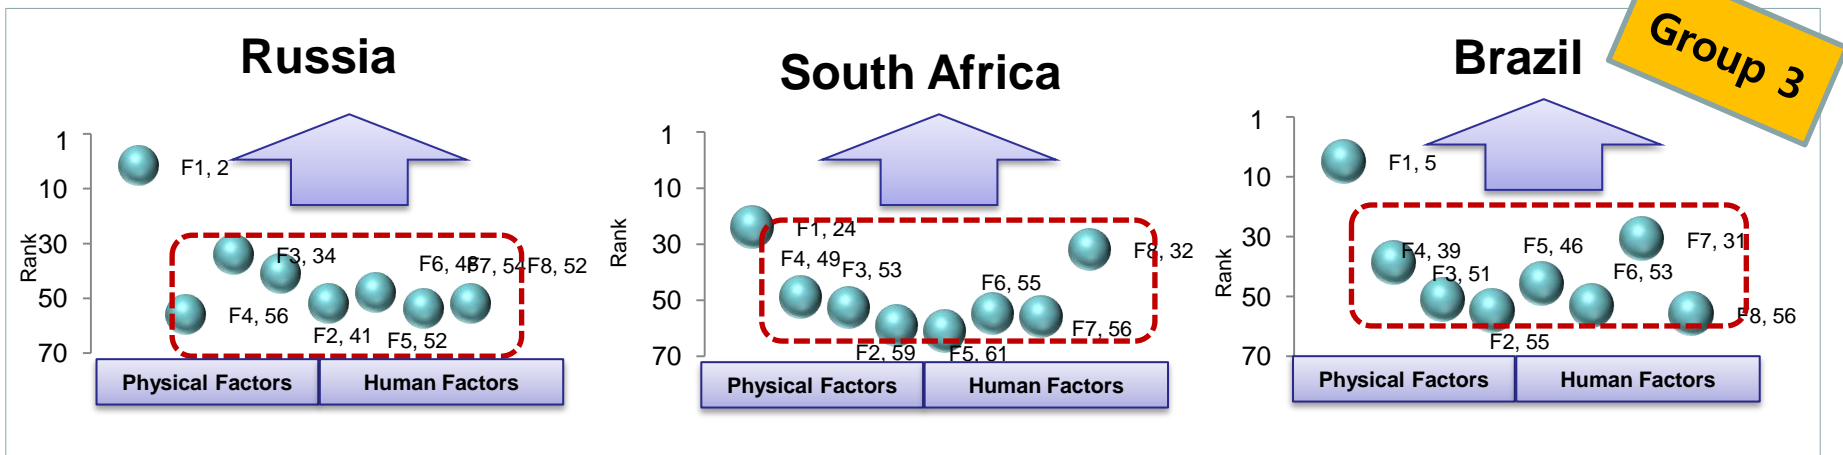 Group 3
Russia
1
10
30
50
70
Rank
F1, 2
F3, 34
F4, 56
F2, 41
F6, 48
F5, 52
F7, 54
F8, 52
Physical Factors
Human Factors
South Africa
1
10
30
50
70
Rank
F1, 24
F4, 49
F3, 53
F2, 59
F5, 61
F6, 55
F7, 56
F8, 32
Physical Factors
Human Factors
Brazil
1
10
30
50
70
Rank
F1, 5
F4, 39
F3, 51
F2, 55
F5, 46
F6, 53
F7, 31
F8, 56
Physical Factors
Human Factors